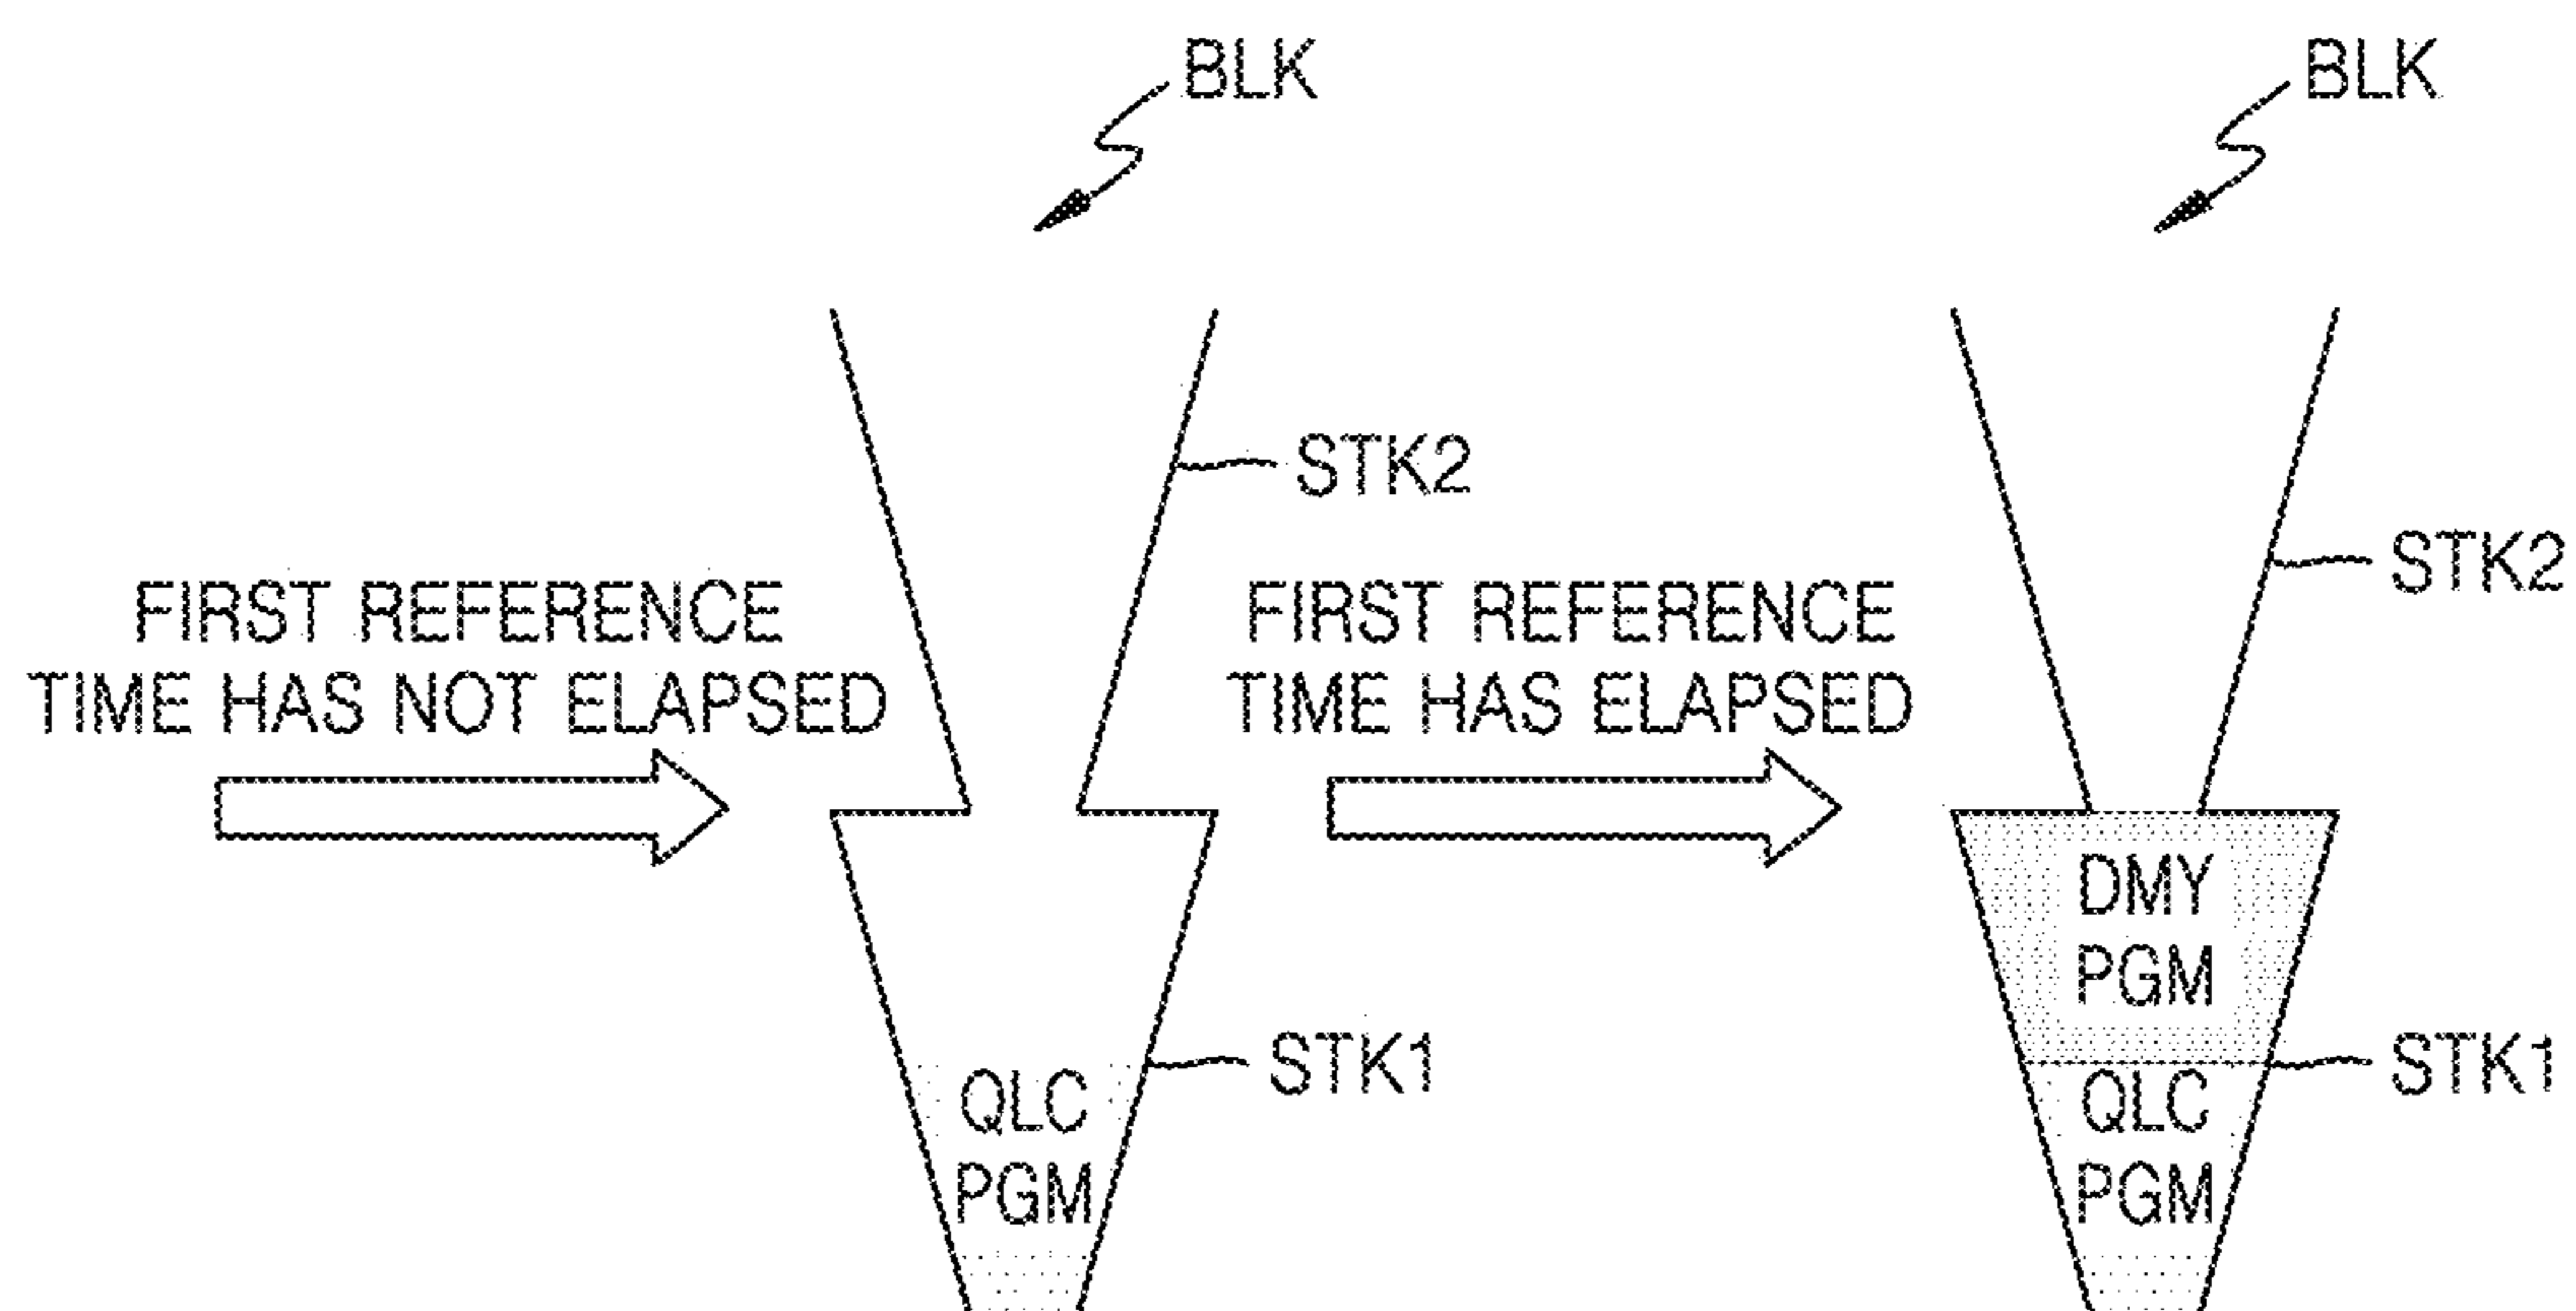 BLK
BLK
STK2
STK2
FIRST REFERENCE
TIME HAS NOT ELAPSED
FIRST REFERENCE
TIME HAS ELAPSED
DMY
PGM
STK1
STK1
QLC
PGM
QLC
PGM